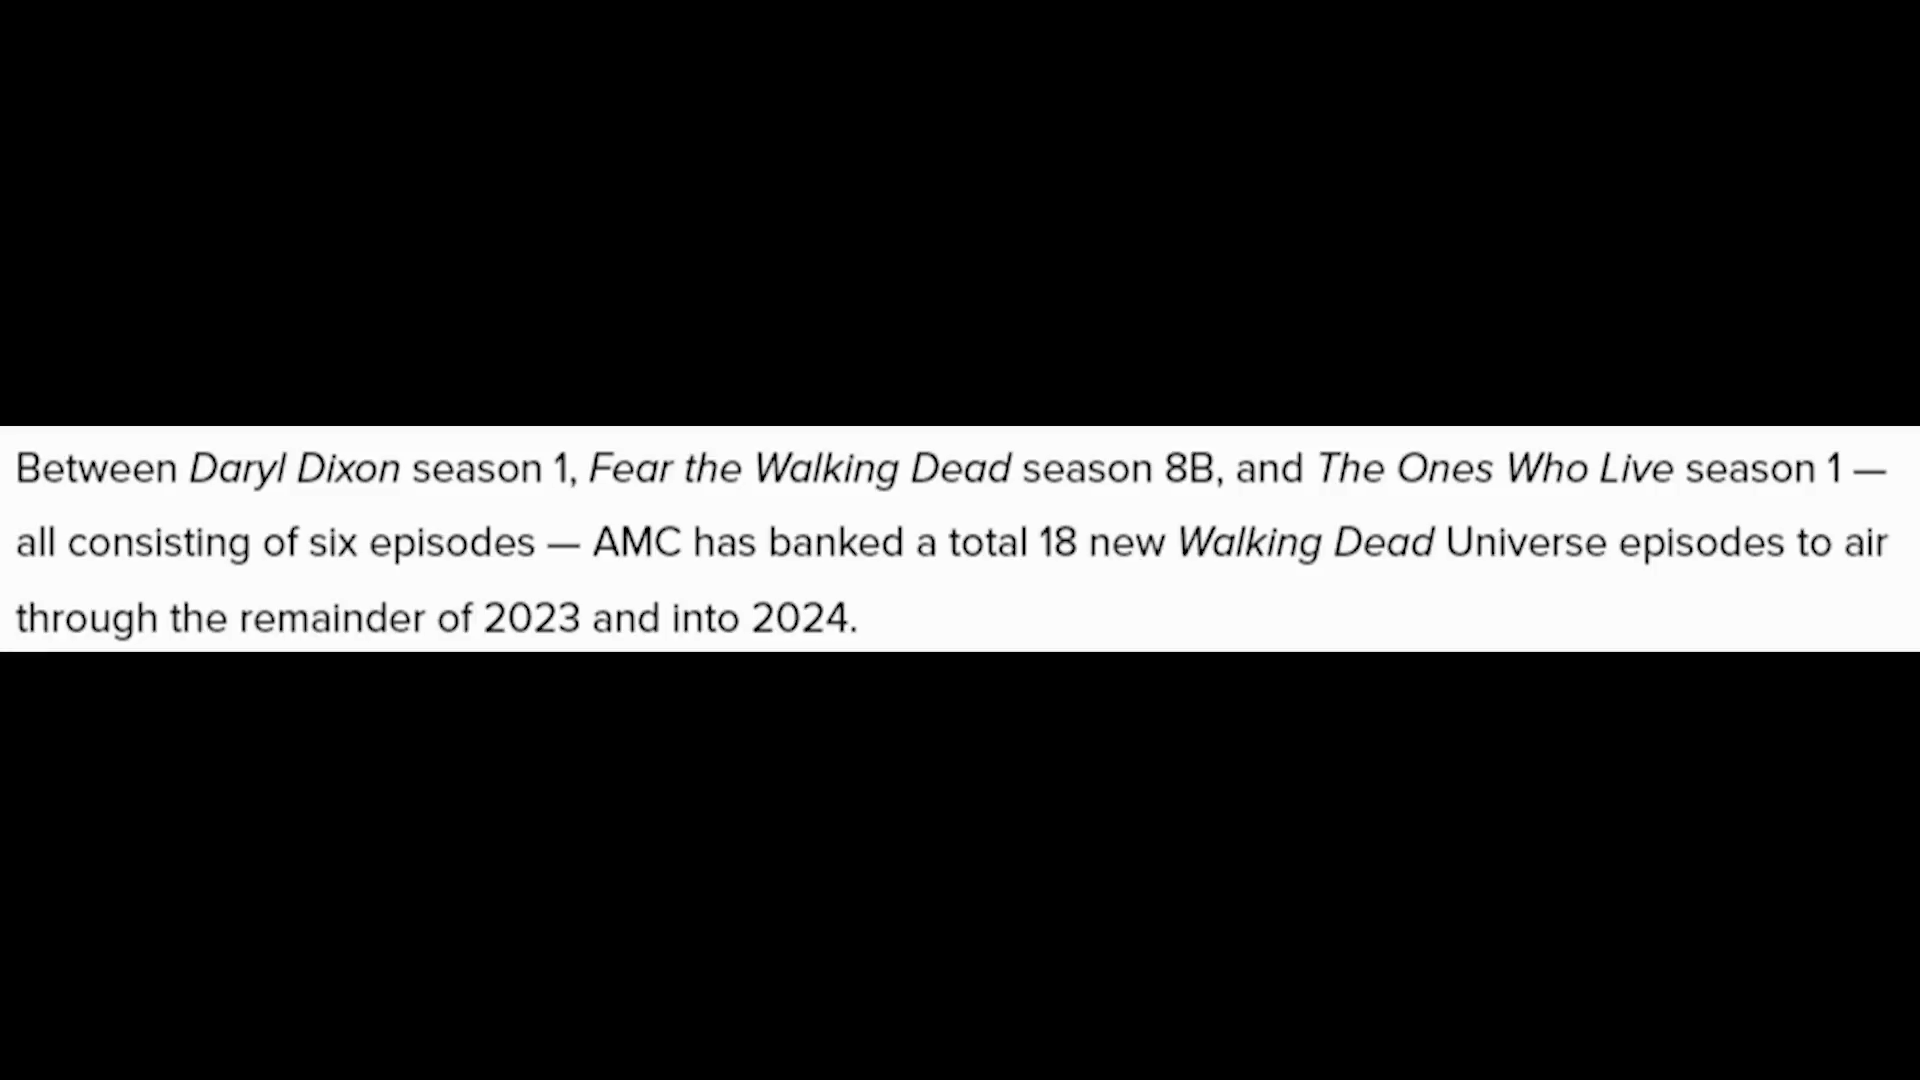 Between Daryl Dixon season 1, Fear the Walking Dead season 8B, and The Ones Who Live season 1 —
all consisting of six episodes — AMC has banked a total 18 new Walking Dead Universe episodes to air
through the remainder of 2023 and into 2024.